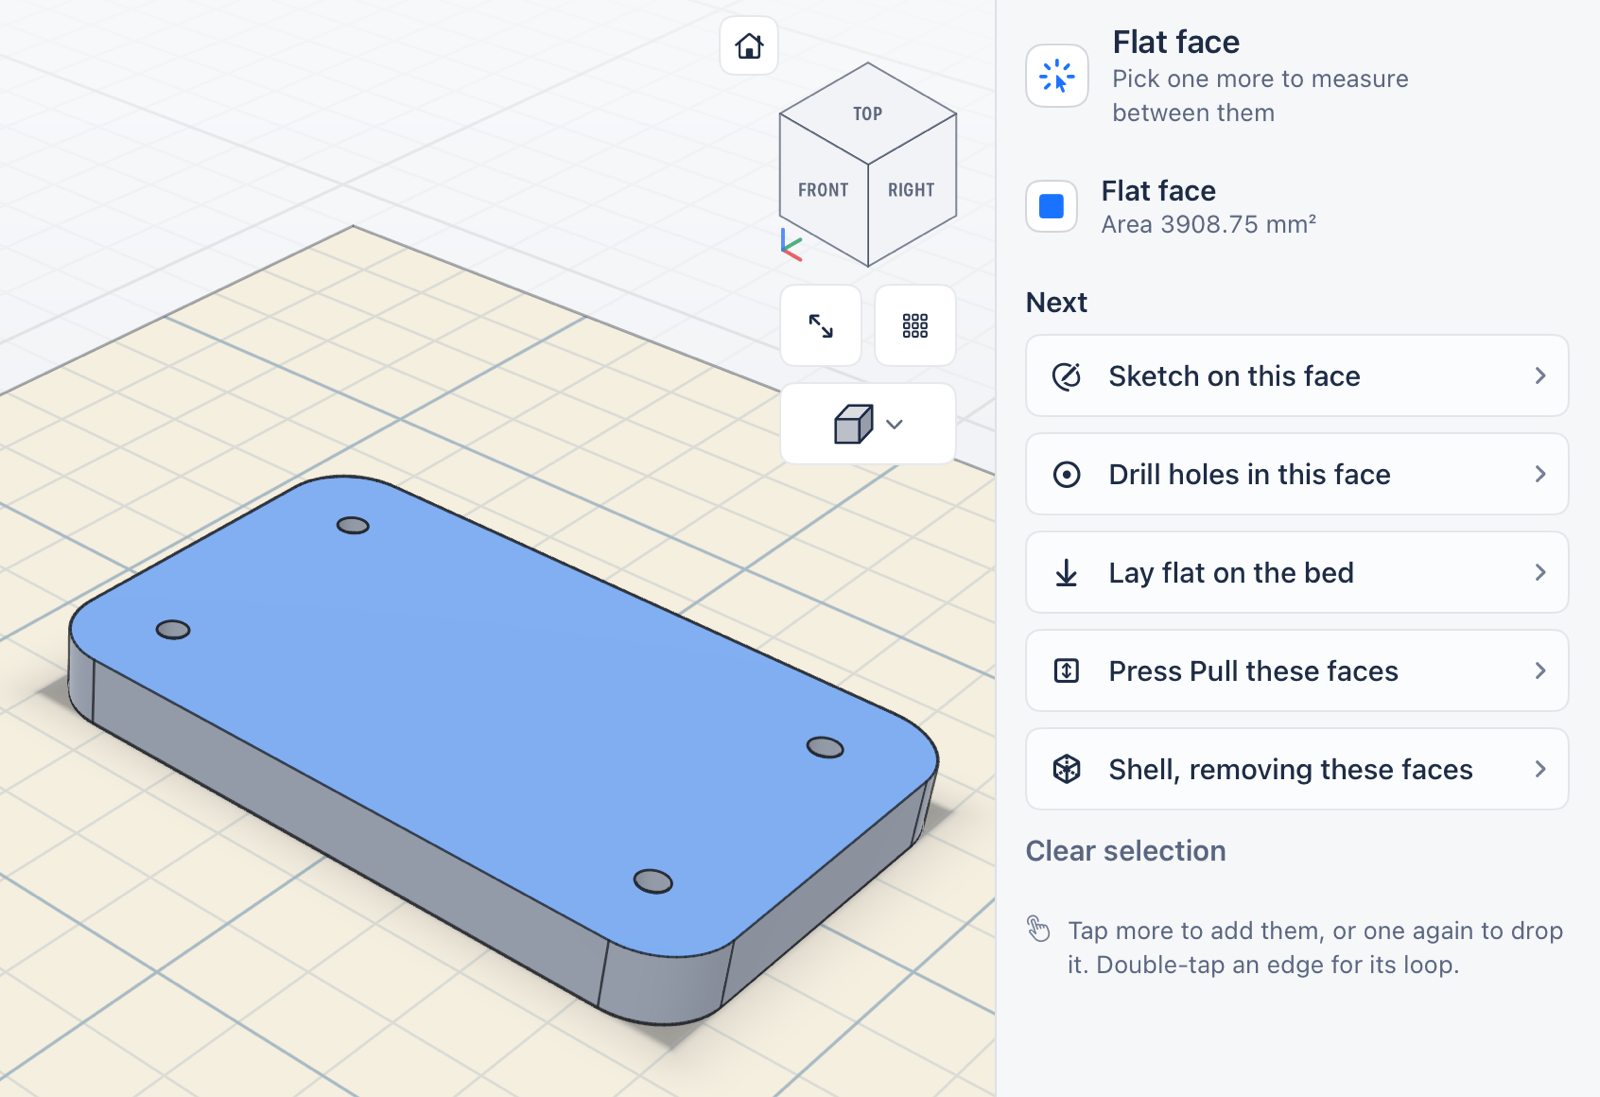 Flat face
Pick one more to measure
between them
TOP
FRONT
RIGHT
Flat face
Area 3908.75 mm²
Next
Sketch on this face
Drill holes in this face
Lay flat on the bed
Press Pull these faces
Shell, removing these faces
Clear selection
Tap more to add them, or one again to drop
it. Double-tap an edge for its loop.